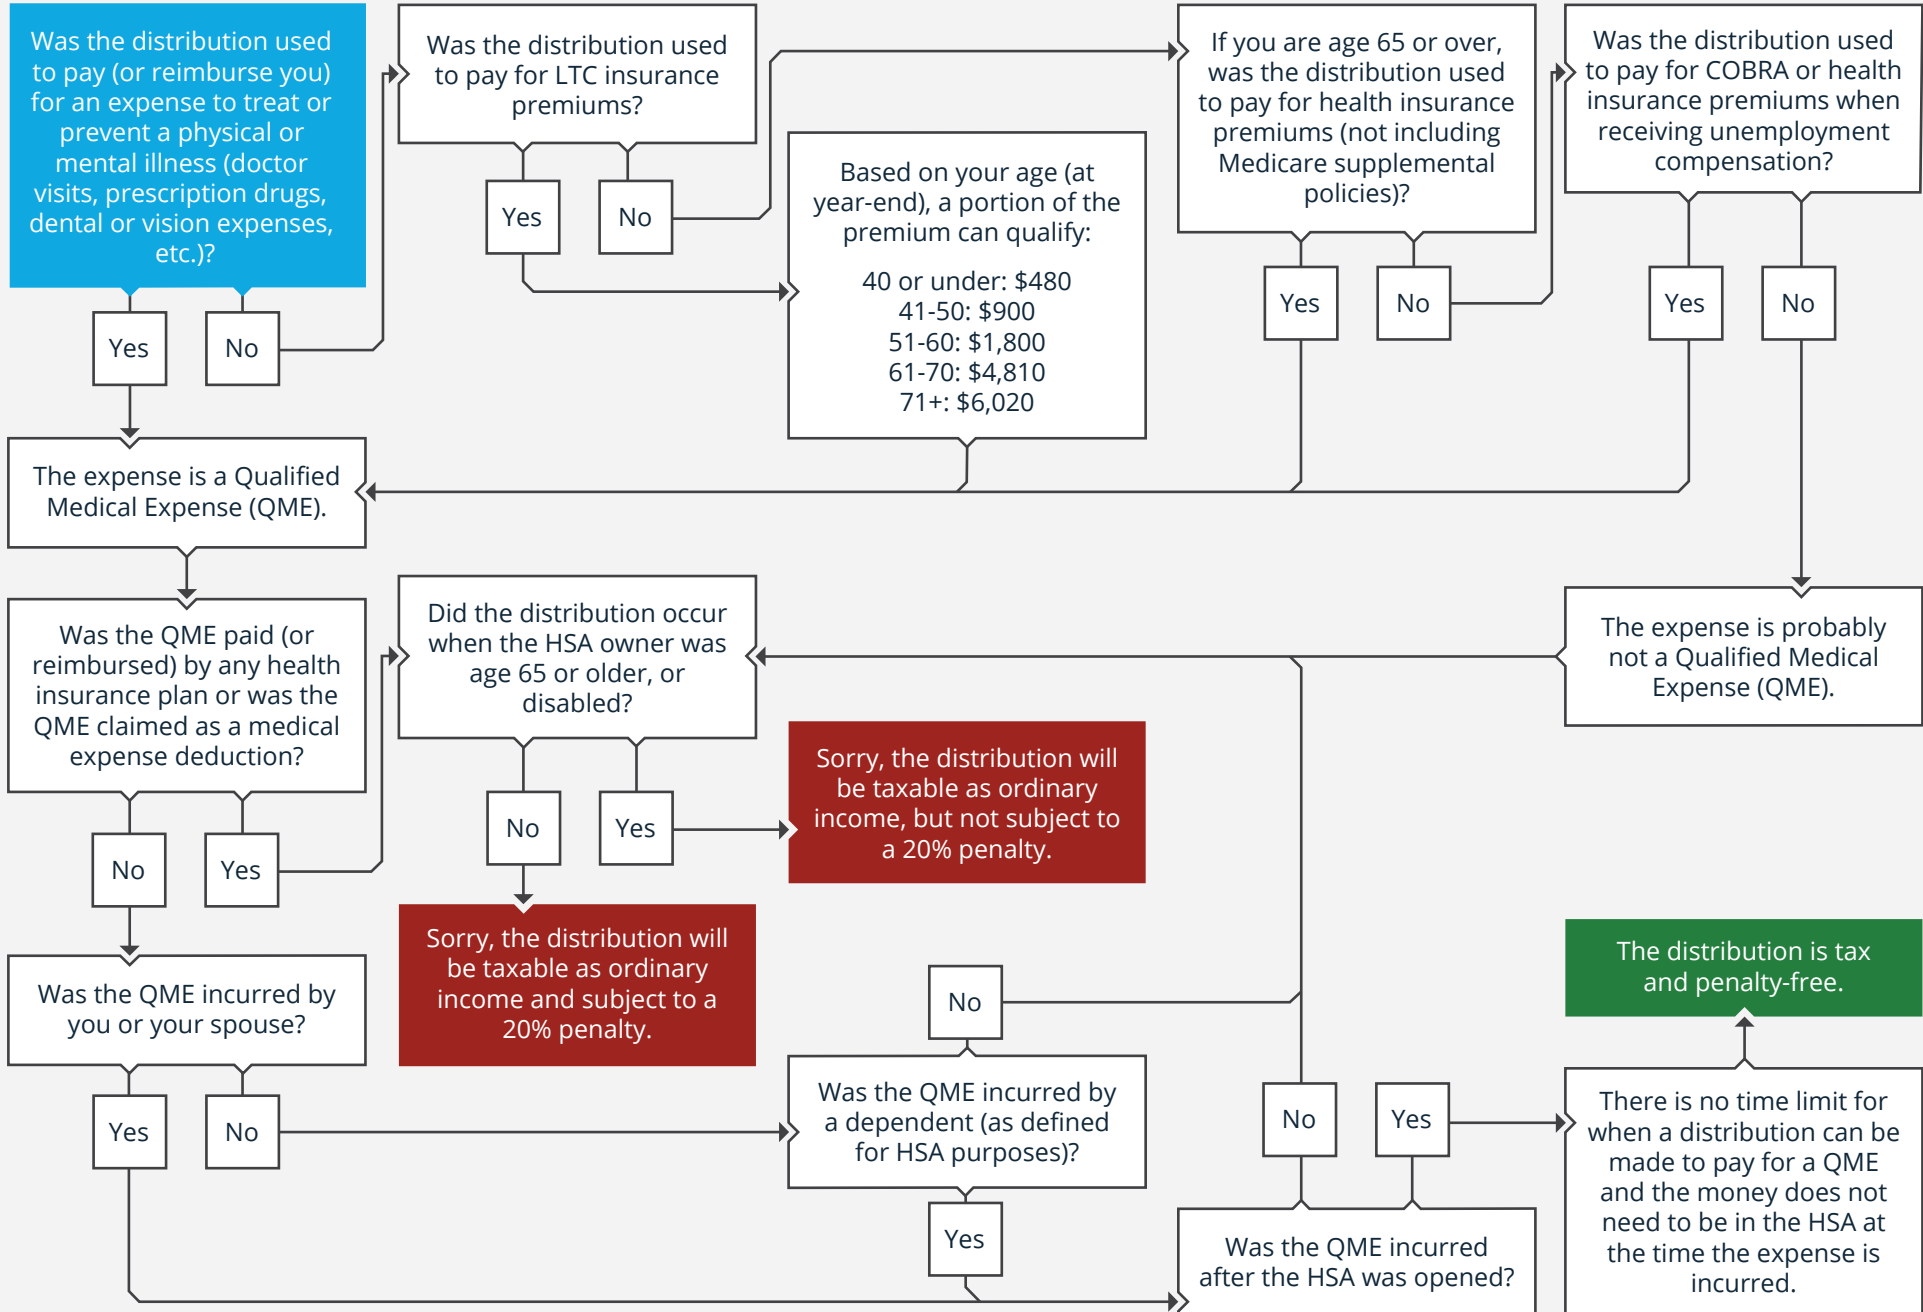 Was the distribution used
to pay (or reimburse you)
for an expense to treat or
prevent a physical or
mental illness (doctor
visits, prescription drugs,
dental or vision expenses,
etc.)?
Yes
No
Was the distribution used
to pay for LTC insurance
premiums?
Yes
No
Based on your age (at
year-end), a portion of the
premium can qualify:
40 or under: $480
41-50: $900
51-60: $1,800
61-70: $4,810
71+: $6,020
If you are age 65 or over,
was the distribution used
to pay for health insurance
premiums (not including
Medicare supplemental
policies)?
Yes
No
Was the distribution used
to pay for COBRA or health
insurance premiums when
receiving unemployment
compensation?
Yes
No
The expense is a Qualified
Medical Expense (QME).
The expense is probably
not a Qualified Medical
Expense (QME).
Was the QME paid (or
reimbursed) by any health
insurance plan or was the
QME claimed as a medical
expense deduction?
No
Yes
Did the distribution occur
when the HSA owner was
age 65 or older, or
disabled?
No
Yes
Sorry, the distribution will
be taxable as ordinary
income, but not subject to
a 20% penalty.
Sorry, the distribution will
be taxable as ordinary
income and subject to a
20% penalty.
Was the QME incurred by
you or your spouse?
Yes
No
No
Was the QME incurred by
a dependent (as defined
for HSA purposes)?
Yes
No
Yes
Was the QME incurred
after the HSA was opened?
The distribution is tax
and penalty-free.
There is no time limit for
when a distribution can be
made to pay for a QME
and the money does not
need to be in the HSA at
the time the expense is
incurred.